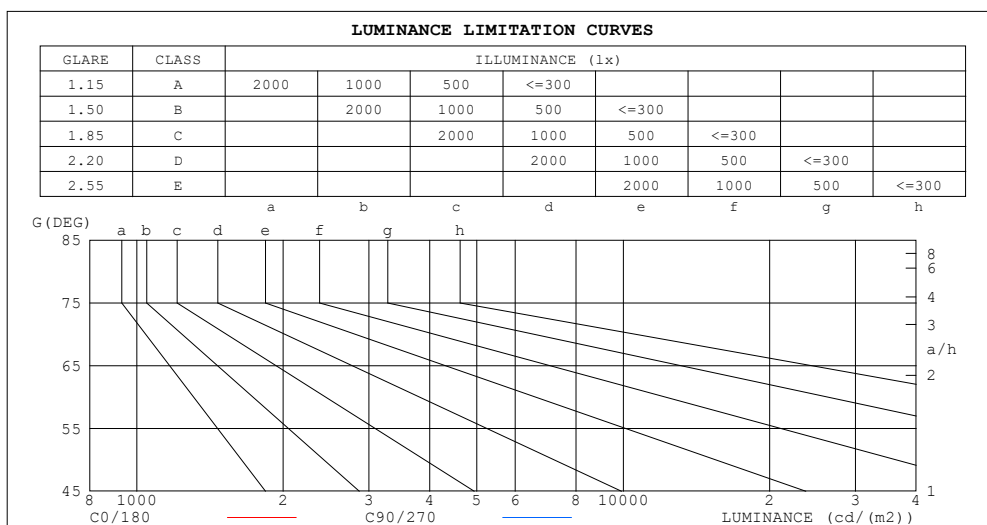 LUMINANCE LIMITATION CURVES
GLARE CLASS ILLUMINANCE (lx)
1.15 A 2000 1000 500 <=300
1.50 B 2000 1000 500 <=300
1.85 C 2000 1000 500 <=300
2.20 D 2000 1000 500 <=300
2.55 E 2000 1000 500 <=300
a b c d e f g h
G(DEG)
85 a b c d e f g h
8
6
75 4
3
a/h
65 2
55
45 1
8 1000 2 3 4 5 6 8 10000 2 3 4
C0/180 C90/270 LUMINANCE (cd/(m2))